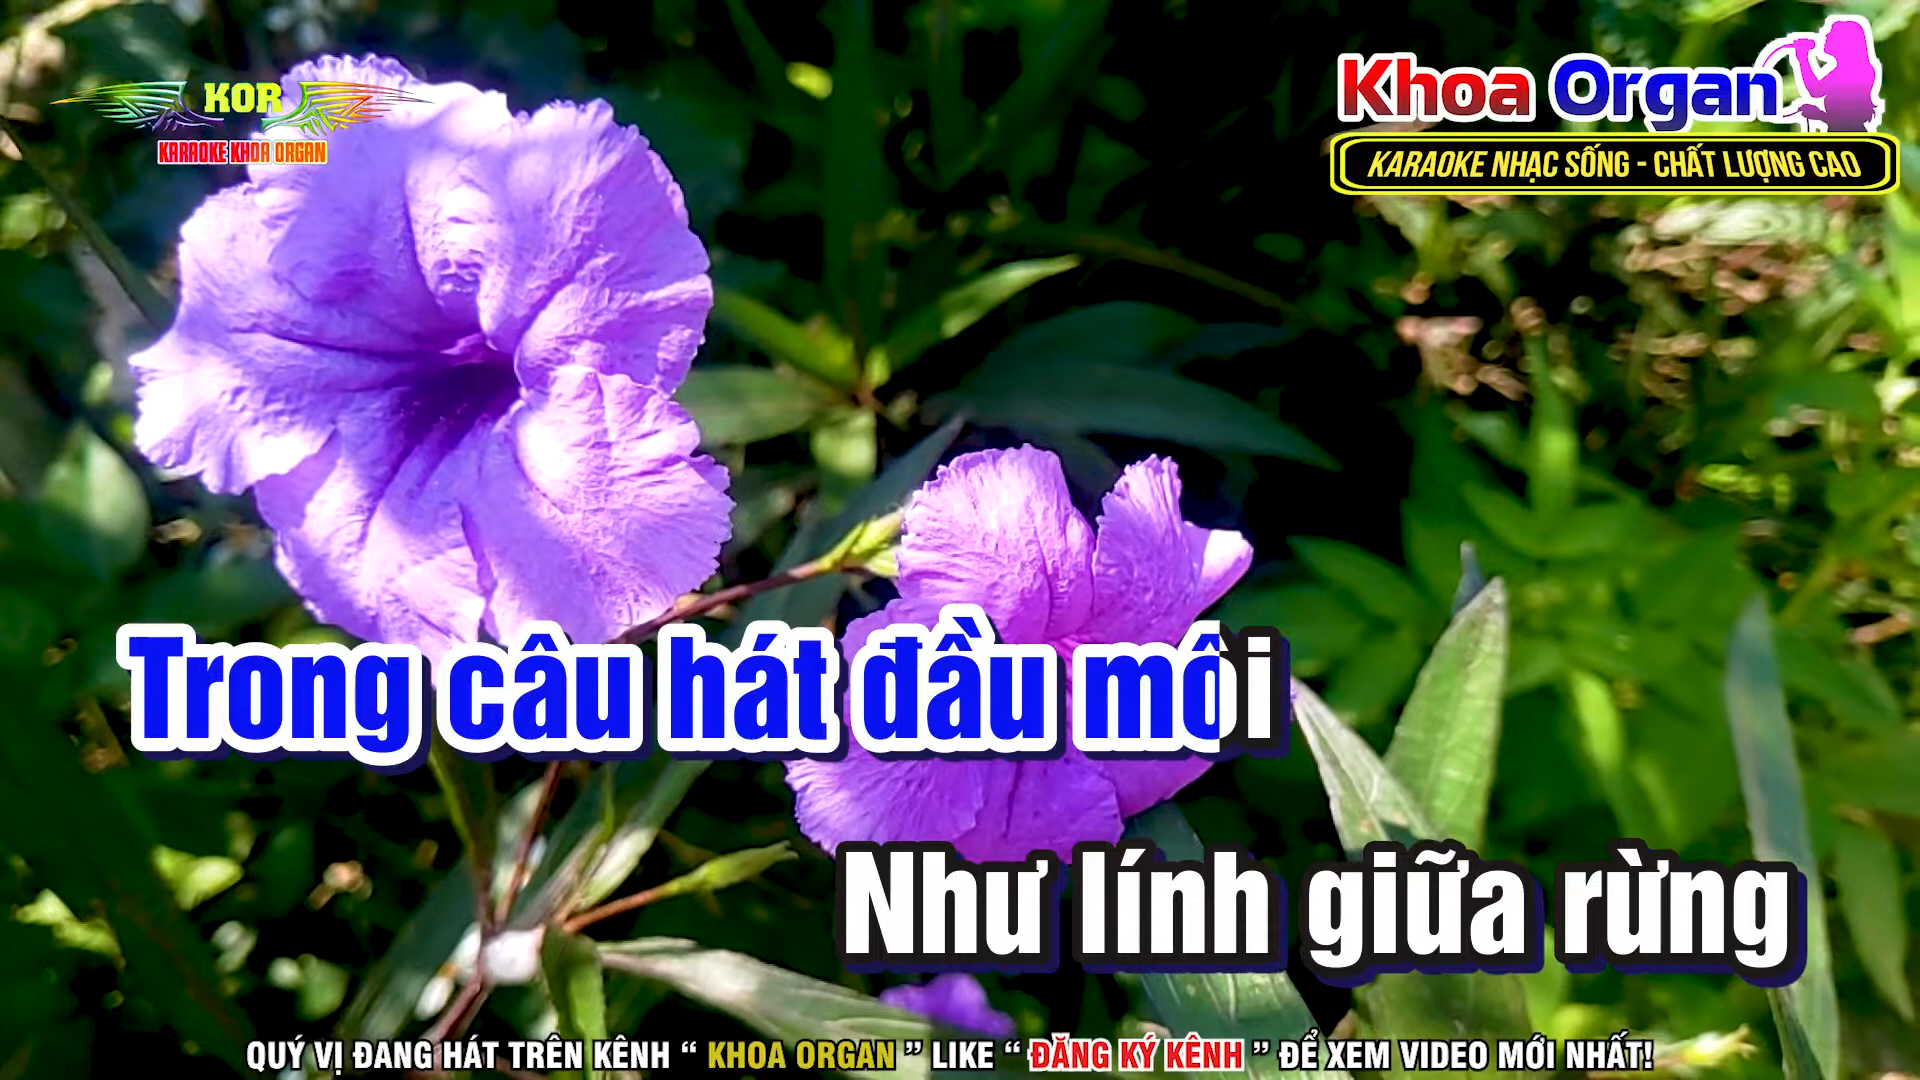 KOR
KARAOKE KHOA ORGAN
Khoa Organ
KARAOKE NHẠC SỐNG - CHẤT LƯỢNG CAO
Trong câu hát đầu môi
Như lính giữa rừng
QUÝ VỊ ĐANG HÁT TRÊN KÊNH “ KHOA ORGAN ” LIKE “ ĐĂNG KÝ KÊNH ” ĐỂ XEM VIDEO MỚI NHẤT!